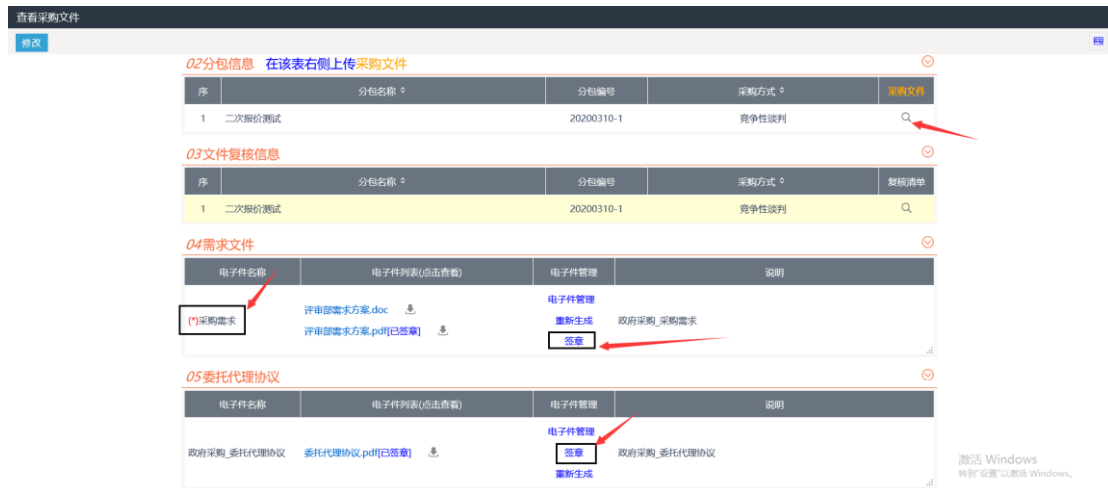 查看采购文件
修改
02分包信息 在该表右侧上传采购文件
序 分包名称 分包编号 采购方式 采购文件
1 二次报价测试 20200310-1 竞争性谈判
03文件复核信息
序 分包名称 分包编号 采购方式 复核清单
1 二次报价测试 20200310-1 竞争性谈判
04需求文件
电子件名称 电子件列表(点击查看) 电子件管理 说明
(*)采购需求
评审部需求方案.doc
评审部需求方案.pdf[已签章]
电子件管理
重新生成
签章
政府采购_采购需求
05委托代理协议
电子件名称 电子件列表(点击查看) 电子件管理 说明
政府采购_委托代理协议
委托代理协议.pdf[已签章]
电子件管理
签章
重新生成
政府采购_委托代理协议
激活 Windows
转到"设置"以激活 Windows。